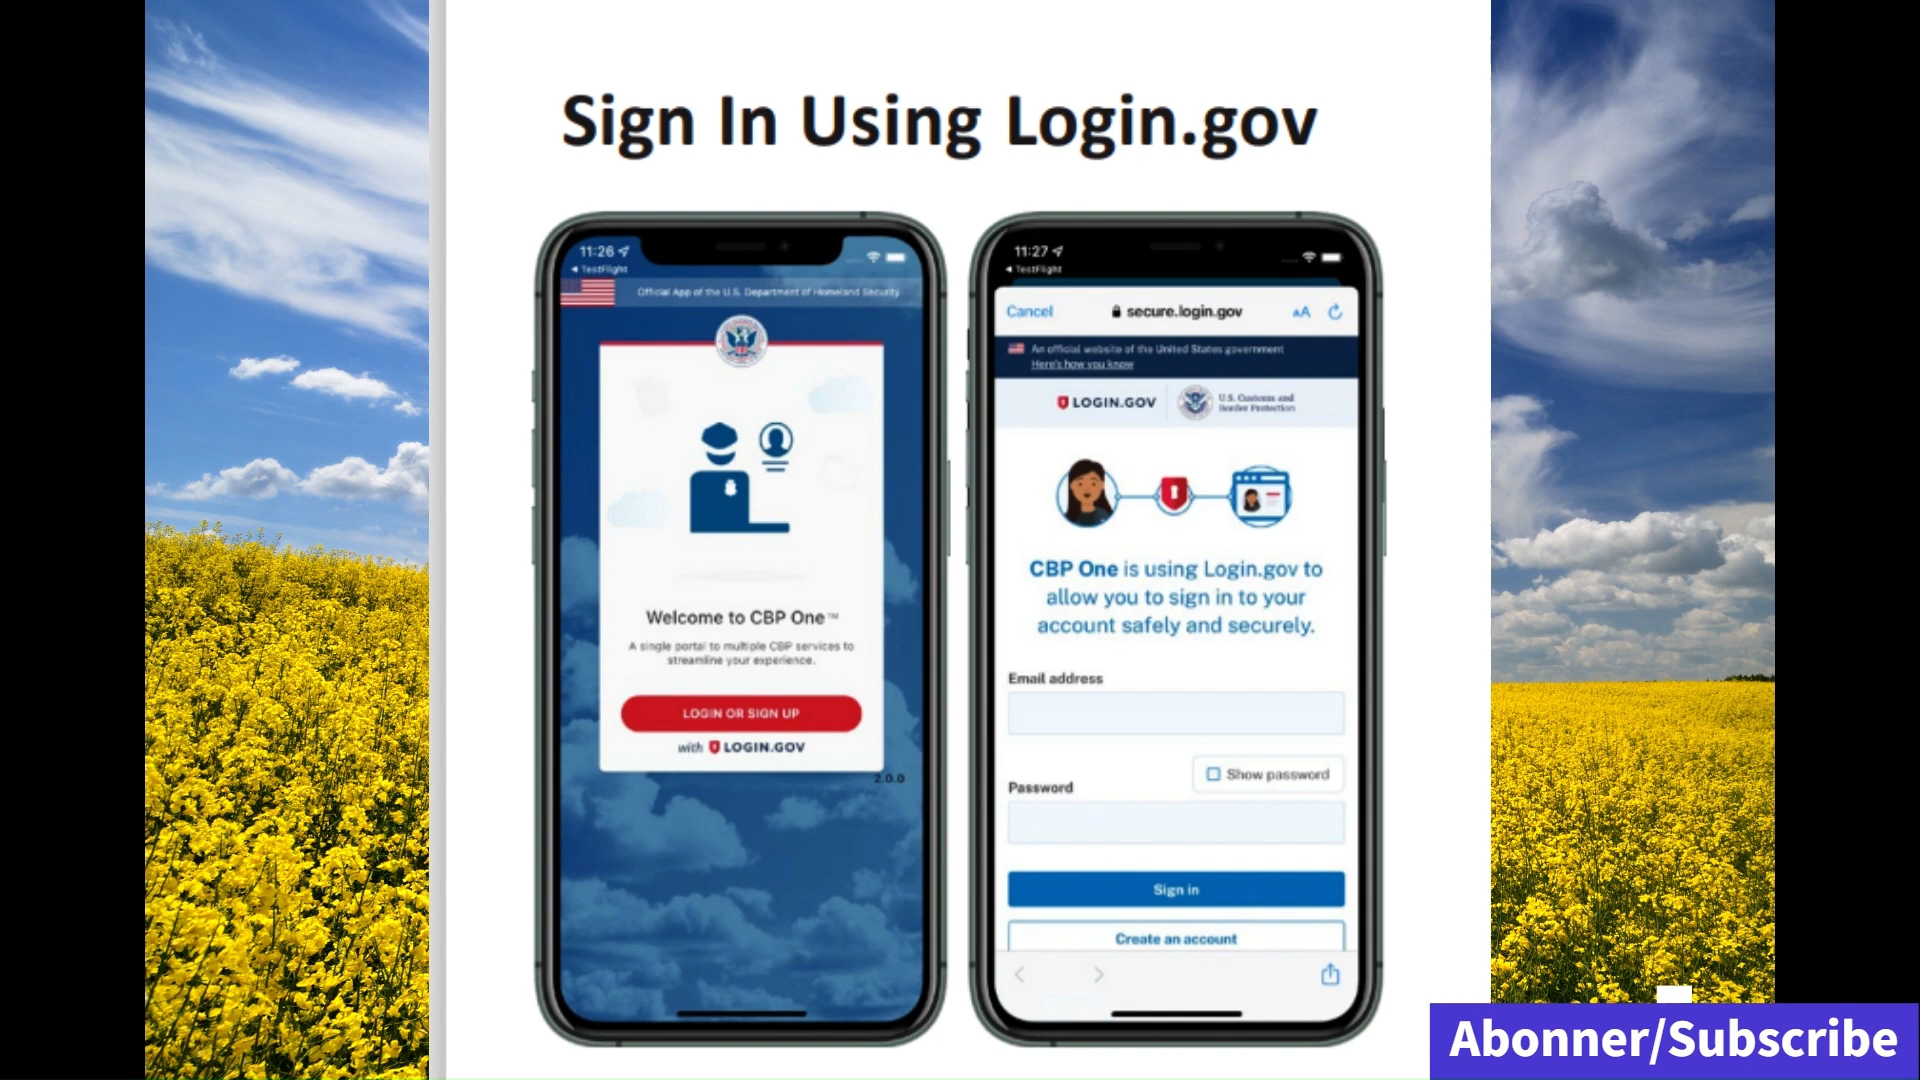 Sign In Using Login.gov
11:26
TestFlight
Official App of the U.S. Department of Homeland Security
Welcome to CBP One™
A single portal to multiple CBP services to
streamline your experience.
LOGIN OR SIGN UP
with LOGIN.GOV
2.0.0
11:27
TestFlight
Cancel
secure.login.gov
AA
An official website of the United States government
Here's how you know
LOGIN.GOV
U.S. Customs and
Border Protection
CBP One is using Login.gov to
allow you to sign in to your
account safely and securely.
Email address
Show password
Password
Sign in
Create an account
Abonner/Subscribe